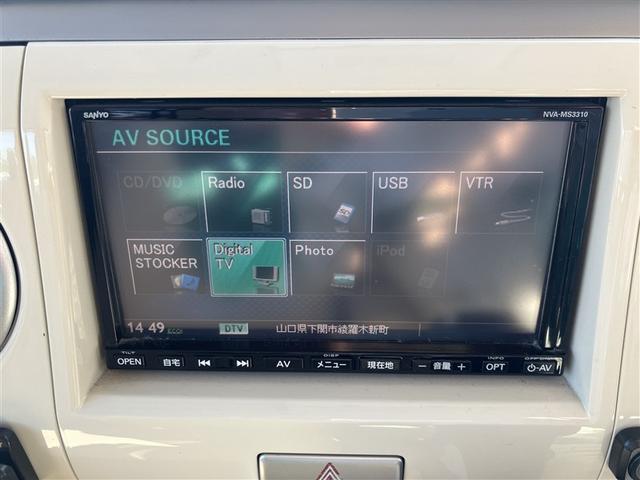 SANYO NVA-MS3310
AV SOURCE
CD/DVD Radio SD USB VTR
MUSIC STOCKER Digital TV Photo iPod
14 49 DTV 山口県下関市綾羅木新町
TILT DISP INFO
OPEN 自宅 AV メニュー 現在地 − 音量 + OPT AV